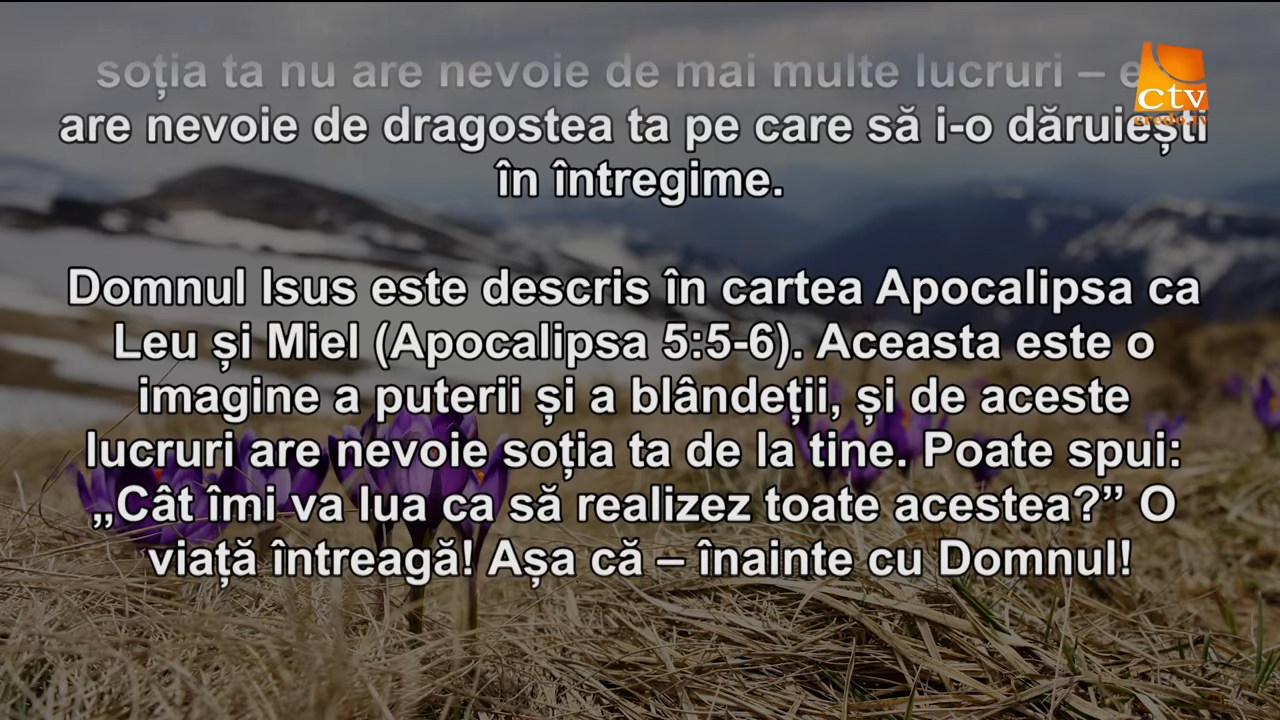 soția ta nu are nevoie de mai multe lucruri –
are nevoie de dragostea ta pe care să i-o dăruiești
în întregime.
Domnul Isus este descris în cartea Apocalipsa ca
Leu și Miel (Apocalipsa 5:5-6). Aceasta este o
imagine a puterii și a blândeții, și de aceste
lucruri are nevoie soția ta de la tine. Poate spui:
„Cât îmi va lua ca să realizez toate acestea?” O
viață întreagă! Așa că – înainte cu Domnul!
ctv
credo.tv